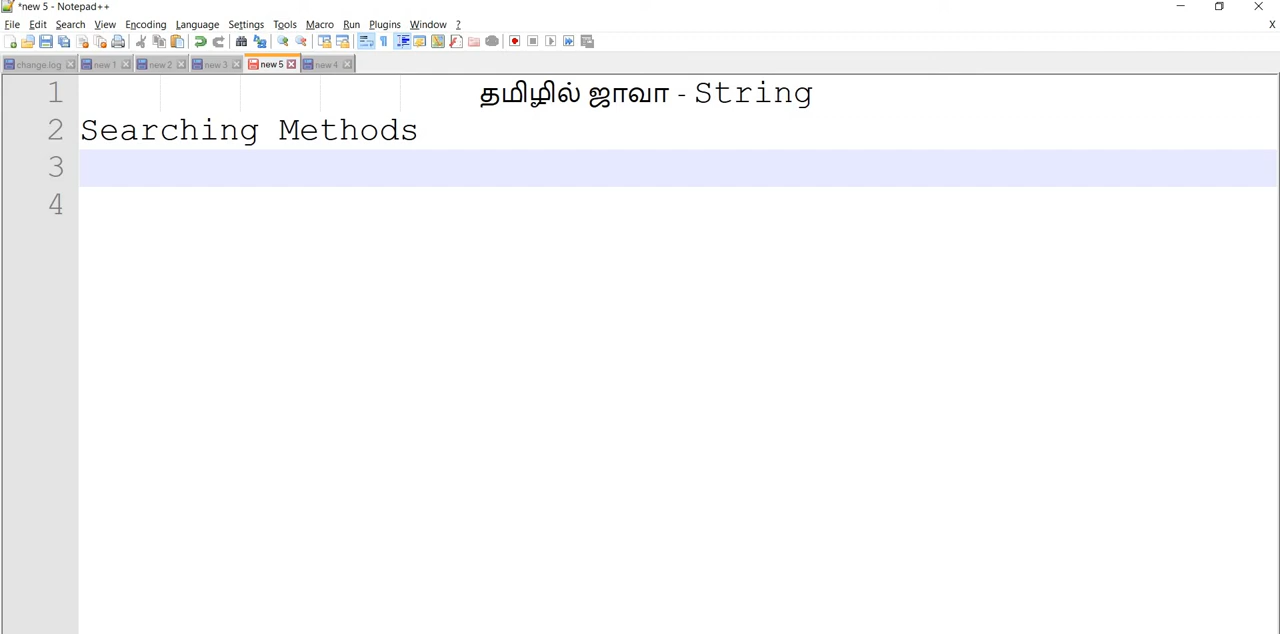 *new 5 - Notepad++
File Edit Search View Encoding Language Settings Tools Macro Run Plugins Window ?
X
change.log new 1 new 2 new 3 new 5 new 4
1 தமிழில் ஜாவா - String
2 Searching Methods
3
4